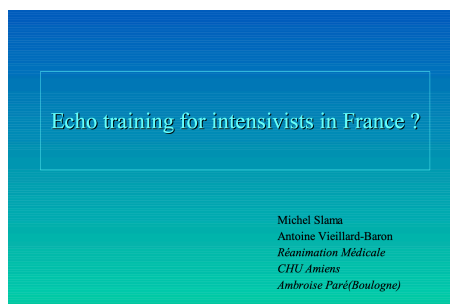 Echo training for intensivists in France ?
Michel Slama
Antoine Vieillard-Baron
Réanimation Médicale
CHU Amiens
Ambroise Paré(Boulogne)